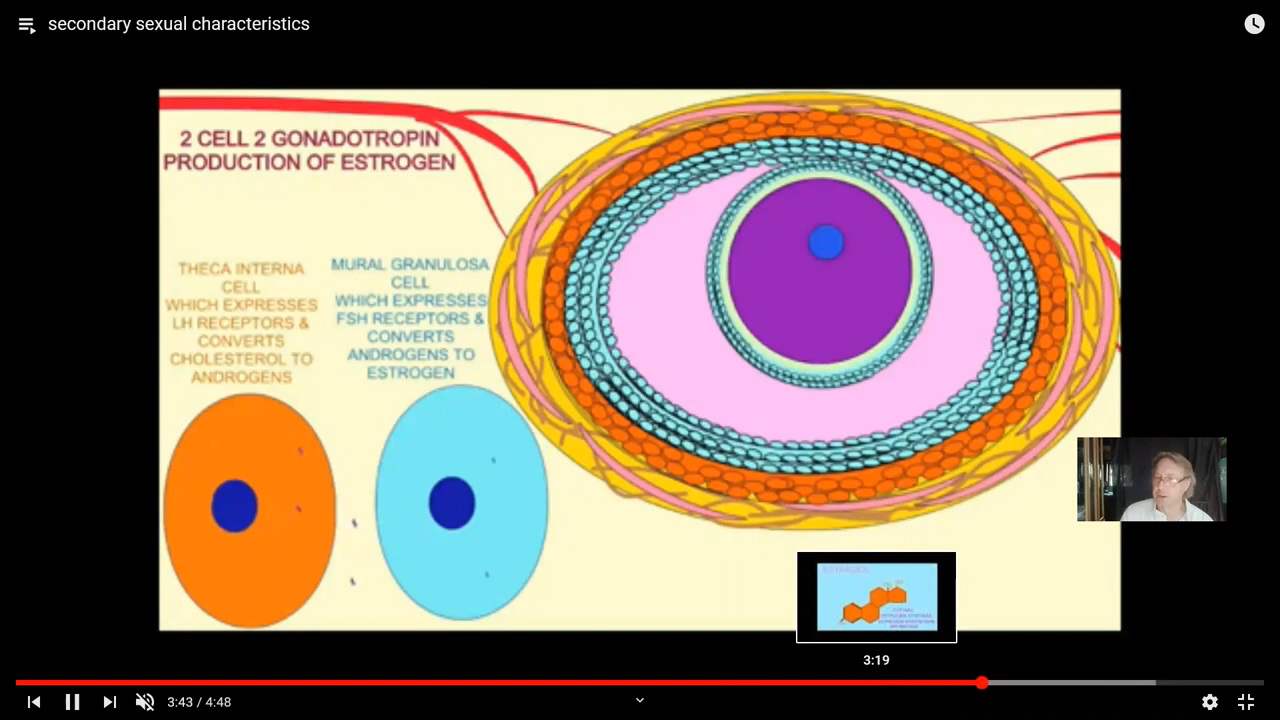 secondary sexual characteristics
2 CELL 2 GONADOTROPIN
PRODUCTION OF ESTROGEN
THECA INTERNA
CELL
WHICH EXPRESSES
LH RECEPTORS &
CONVERTS
CHOLESTEROL TO
ANDROGENS
MURAL GRANULOSA
CELL
WHICH EXPRESSES
FSH RECEPTORS &
CONVERTS
ANDROGENS TO
ESTROGEN
3:19
3:43 / 4:48